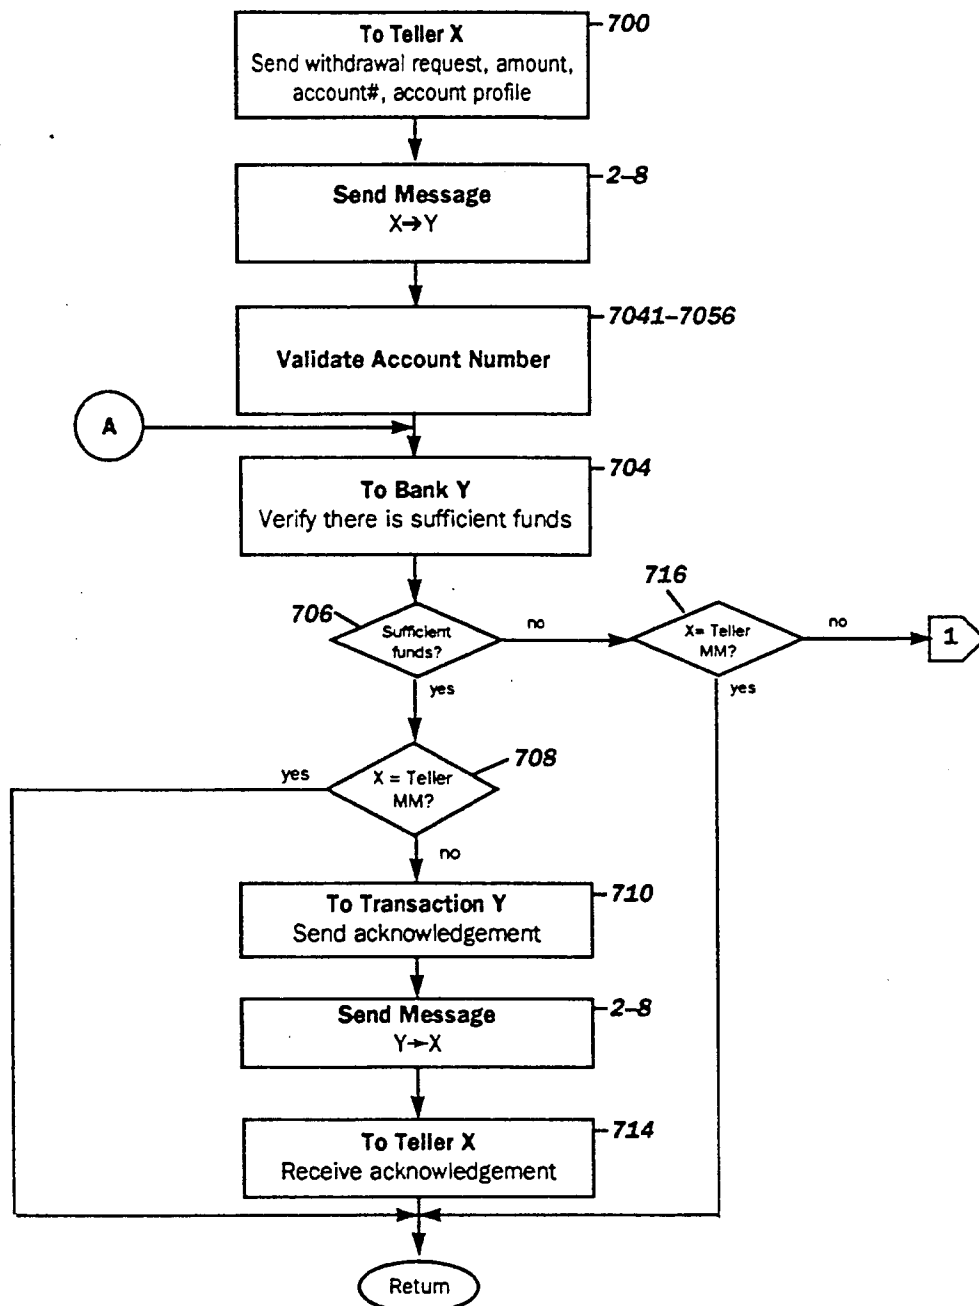 To Teller X
Send withdrawal request, amount,
account#, account profile
700
Send Message
X→Y
2–8
Validate Account Number
7041–7056
A
To Bank Y
Verify there is sufficient funds
704
706
Sufficient
funds?
no
716
X= Teller
MM?
no
1
yes
yes
708
X = Teller
MM?
yes
no
To Transaction Y
Send acknowledgement
710
Send Message
Y→X
2–8
To Teller X
Receive acknowledgement
714
Return